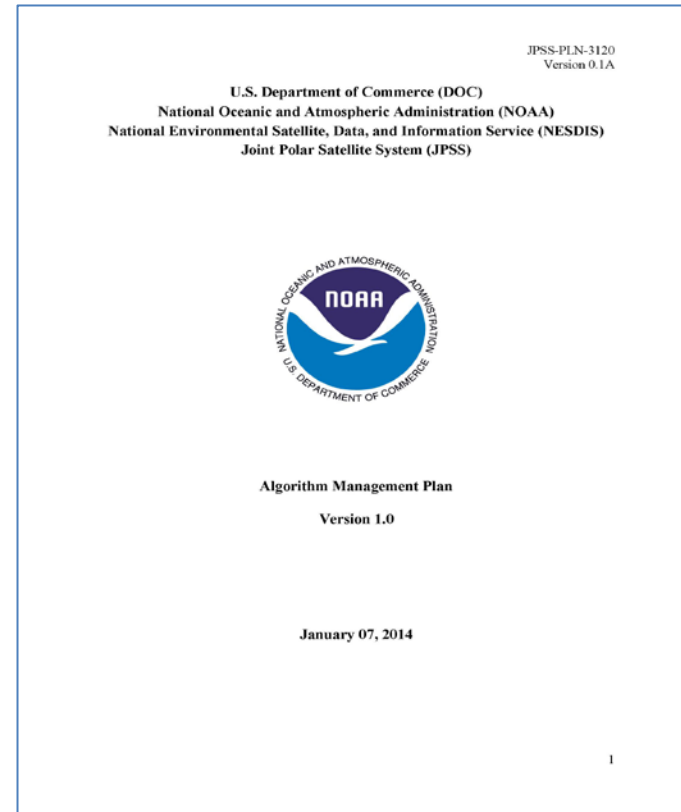 JPSS-PLN-3120
Version 0.1A
U.S. Department of Commerce (DOC)
National Oceanic and Atmospheric Administration (NOAA)
National Environmental Satellite, Data, and Information Service (NESDIS)
Joint Polar Satellite System (JPSS)
NATIONAL OCEANIC AND ATMOSPHERIC ADMINISTRATION
NOAA
U.S. DEPARTMENT OF COMMERCE
Algorithm Management Plan
Version 1.0
January 07, 2014
1